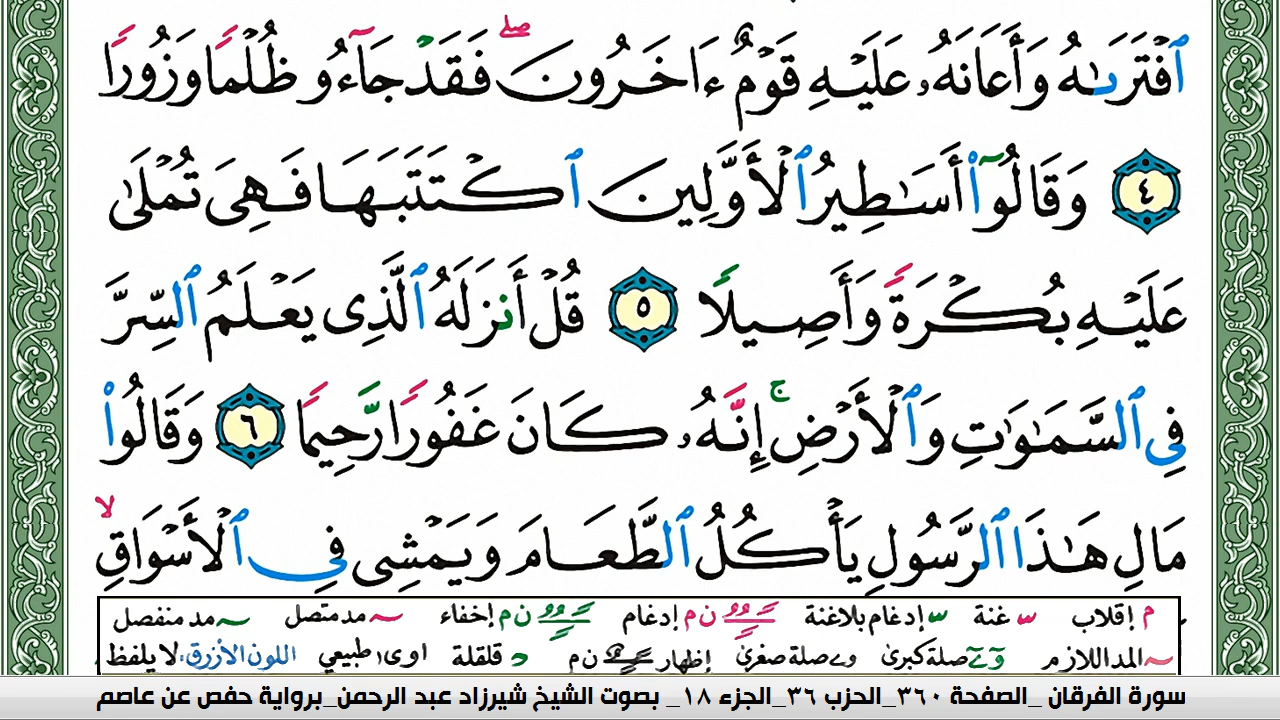 ٱفْتَرَىٰهُ وَأَعَانَهُۥ عَلَيْهِ قَوْمٌ ءَاخَرُونَ ۖ فَقَدْ جَآءُو ظُلْمًا وَزُورًا
٤ وَقَالُوٓا۟ أَسَٰطِيرُ ٱلْأَوَّلِينَ ٱكْتَتَبَهَا فَهِىَ تُمْلَىٰ
عَلَيْهِ بُكْرَةً وَأَصِيلًا ٥ قُلْ أَنزَلَهُ ٱلَّذِى يَعْلَمُ ٱلسِّرَّ
فِى ٱلسَّمَٰوَٰتِ وَٱلْأَرْضِ ۚ إِنَّهُۥ كَانَ غَفُورًا رَّحِيمًا ٦ وَقَالُوا۟
مَالِ هَٰذَا ٱلرَّسُولِ يَأْكُلُ ٱلطَّعَامَ وَيَمْشِى فِى ٱلْأَسْوَاقِ ۙ
م إقلاب س غنة س إدغام بلاغنة ن م إدغام ن م إخفاء ~ مد متصل ~ مد منفصل
~ المد اللازم و ے صلة كبرى و ے صلة صغرى إظهار ن م د قلقلة اوى طبيعي اللون الأزرق: لا يلفظ
سورة الفرقان _الصفحة ٣٦٠_الحزب ٣٦_الجزء ١٨_ بصوت الشيخ شيرزاد عبد الرحمن_برواية حفص عن عاصم